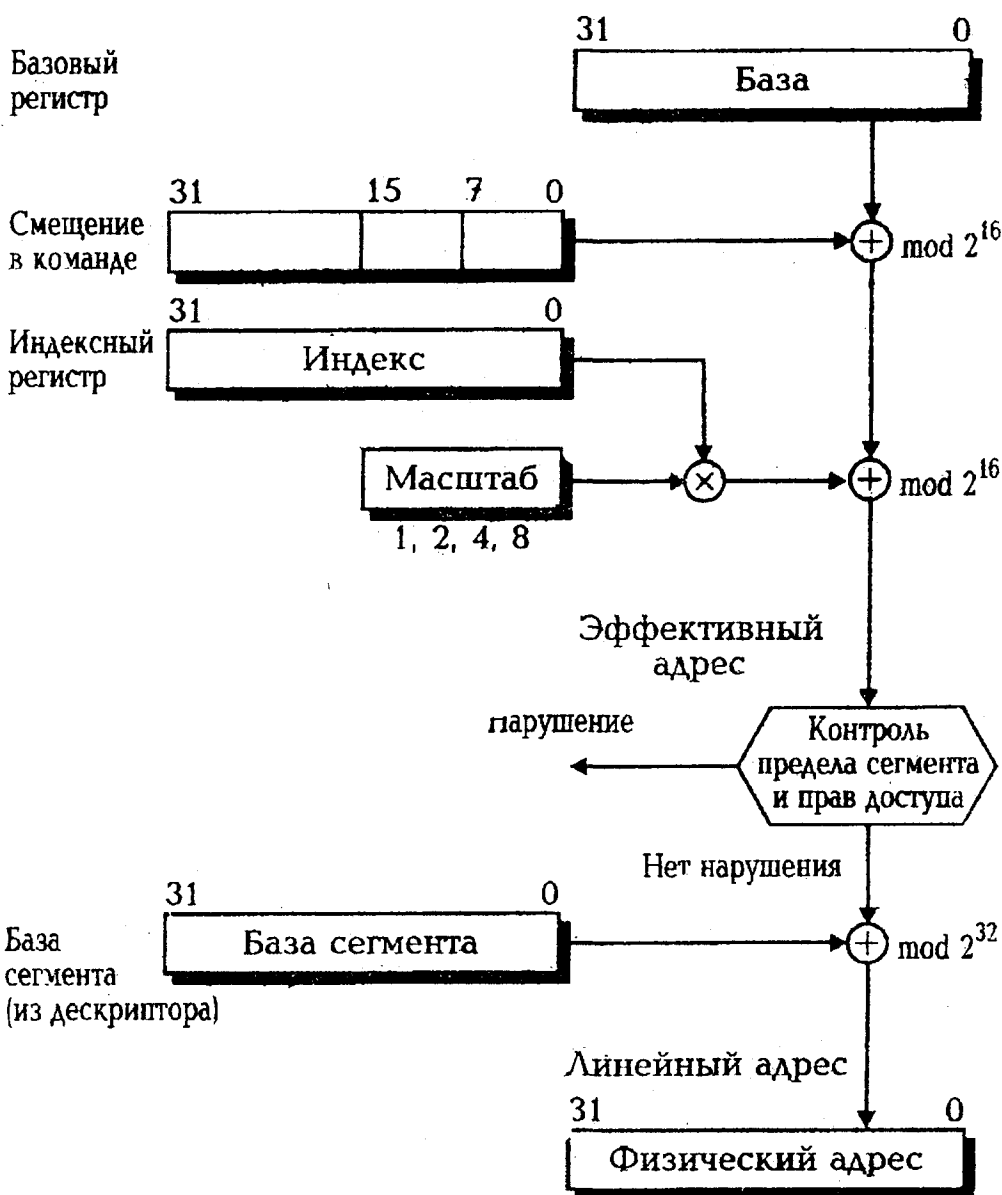 31 0
Базовый
регистр
База
31 15 7 0
Смещение
в команде
mod 2^16
31 0
Индексный
регистр
Индекс
Масштаб
mod 2^16
1, 2, 4, 8
Эффективный
адрес
Нарушение
Контроль
предела сегмента
и прав доступа
Нет нарушения
31 0
База
сегмента
(из дескриптора)
База сегмента
mod 2^32
Линейный адрес
31 0
Физический адрес